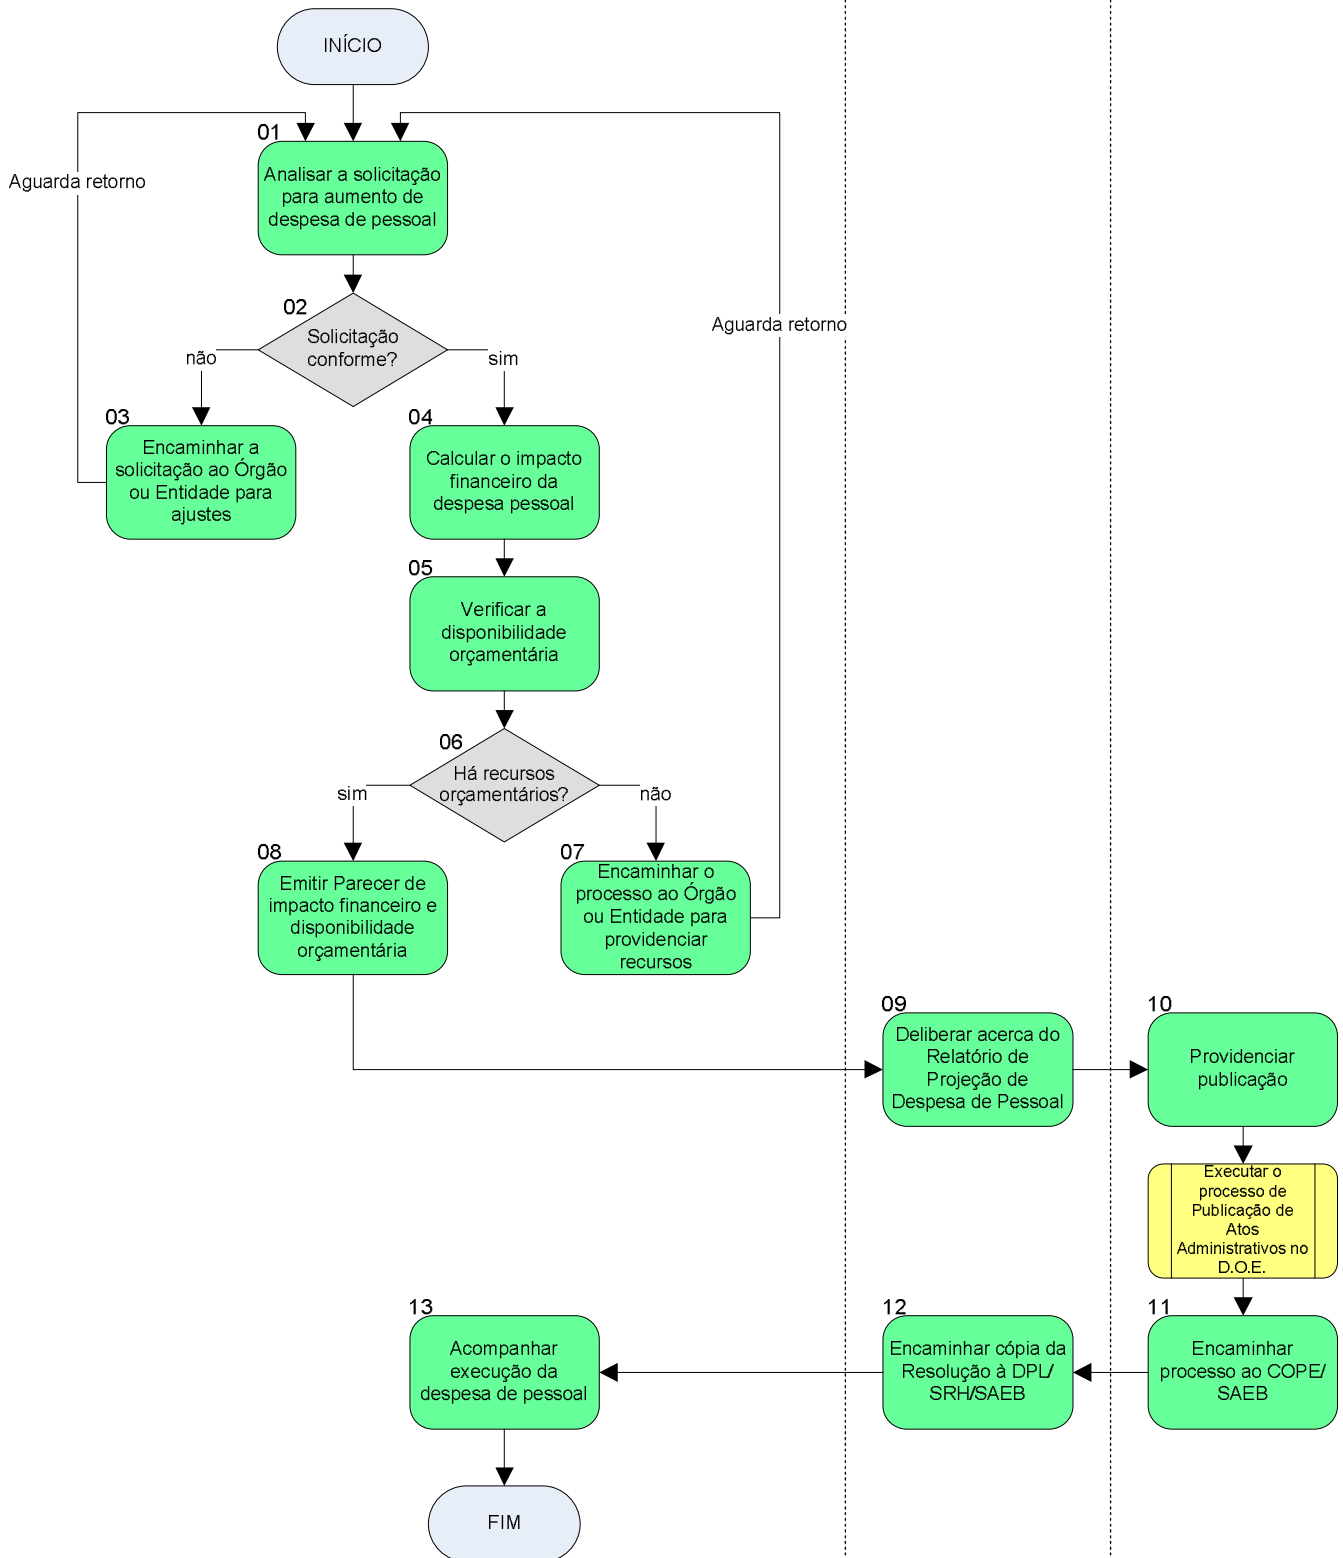 INÍCIO
Aguarda retorno
01
Analisar a solicitação
para aumento de
despesa de pessoal
02
Solicitação
conforme?
não
sim
Aguarda retorno
03
Encaminhar a
solicitação ao Órgão
ou Entidade para
ajustes
04
Calcular o impacto
financeiro da
despesa pessoal
05
Verificar a
disponibilidade
orçamentária
06
Há recursos
orçamentários?
sim
não
08
Emitir Parecer de
impacto financeiro e
disponibilidade
orçamentária
07
Encaminhar o
processo ao Órgão
ou Entidade para
providenciar
recursos
09
Deliberar acerca do
Relatório de
Projeção de
Despesa de Pessoal
10
Providenciar
publicação
Executar o
processo de
Publicação de
Atos
Administrativos no
D.O.E.
11
Encaminhar
processo ao COPE/
SAEB
12
Encaminhar cópia da
Resolução à DPL/
SRH/SAEB
13
Acompanhar
execução da
despesa de pessoal
FIM